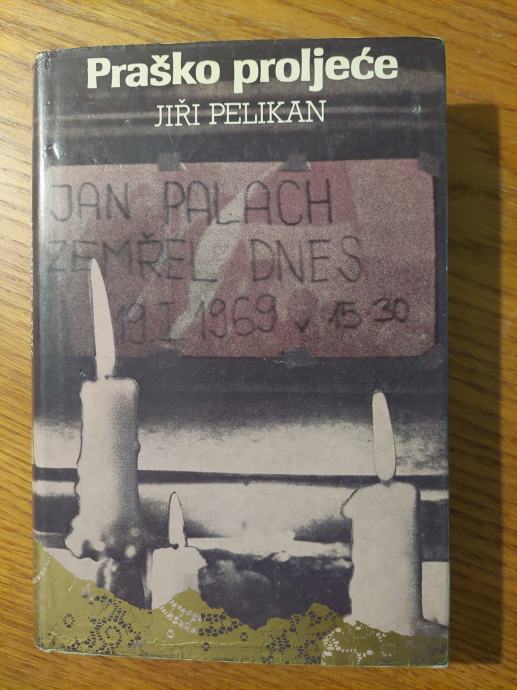 Praško proljeće
JIŘI PELIKAN
JAN PALACH
ZEMŘEL DNES
19 I 1969 v 15 30